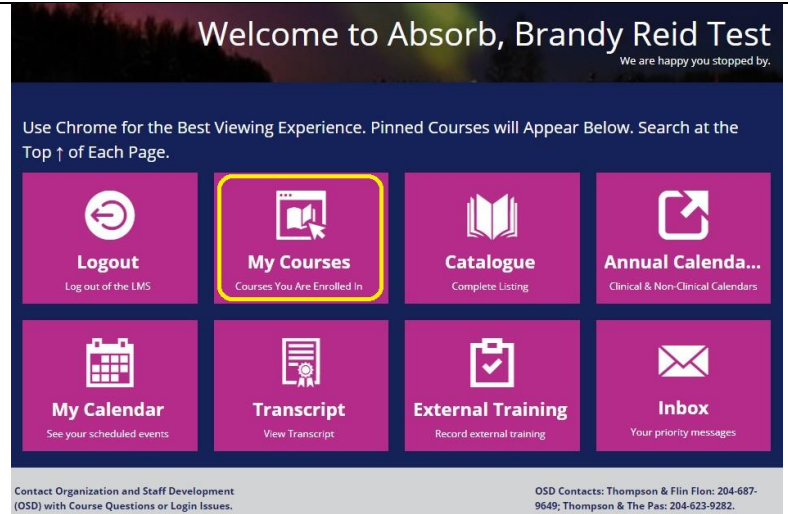 Welcome to Absorb, Brandy Reid Test
We are happy you stopped by.
Use Chrome for the Best Viewing Experience. Pinned Courses will Appear Below. Search at the
Top ↑ of Each Page.
Logout
Log out of the LMS
My Courses
Courses You Are Enrolled In
Catalogue
Complete Listing
Annual Calenda...
Clinical & Non-Clinical Calendars
My Calendar
See your scheduled events
Transcript
View Transcript
External Training
Record external training
Inbox
Your priority messages
Contact Organization and Staff Development
(OSD) with Course Questions or Login Issues.
OSD Contacts: Thompson & Flin Flon: 204-687-
9649; Thompson & The Pas: 204-623-9282.